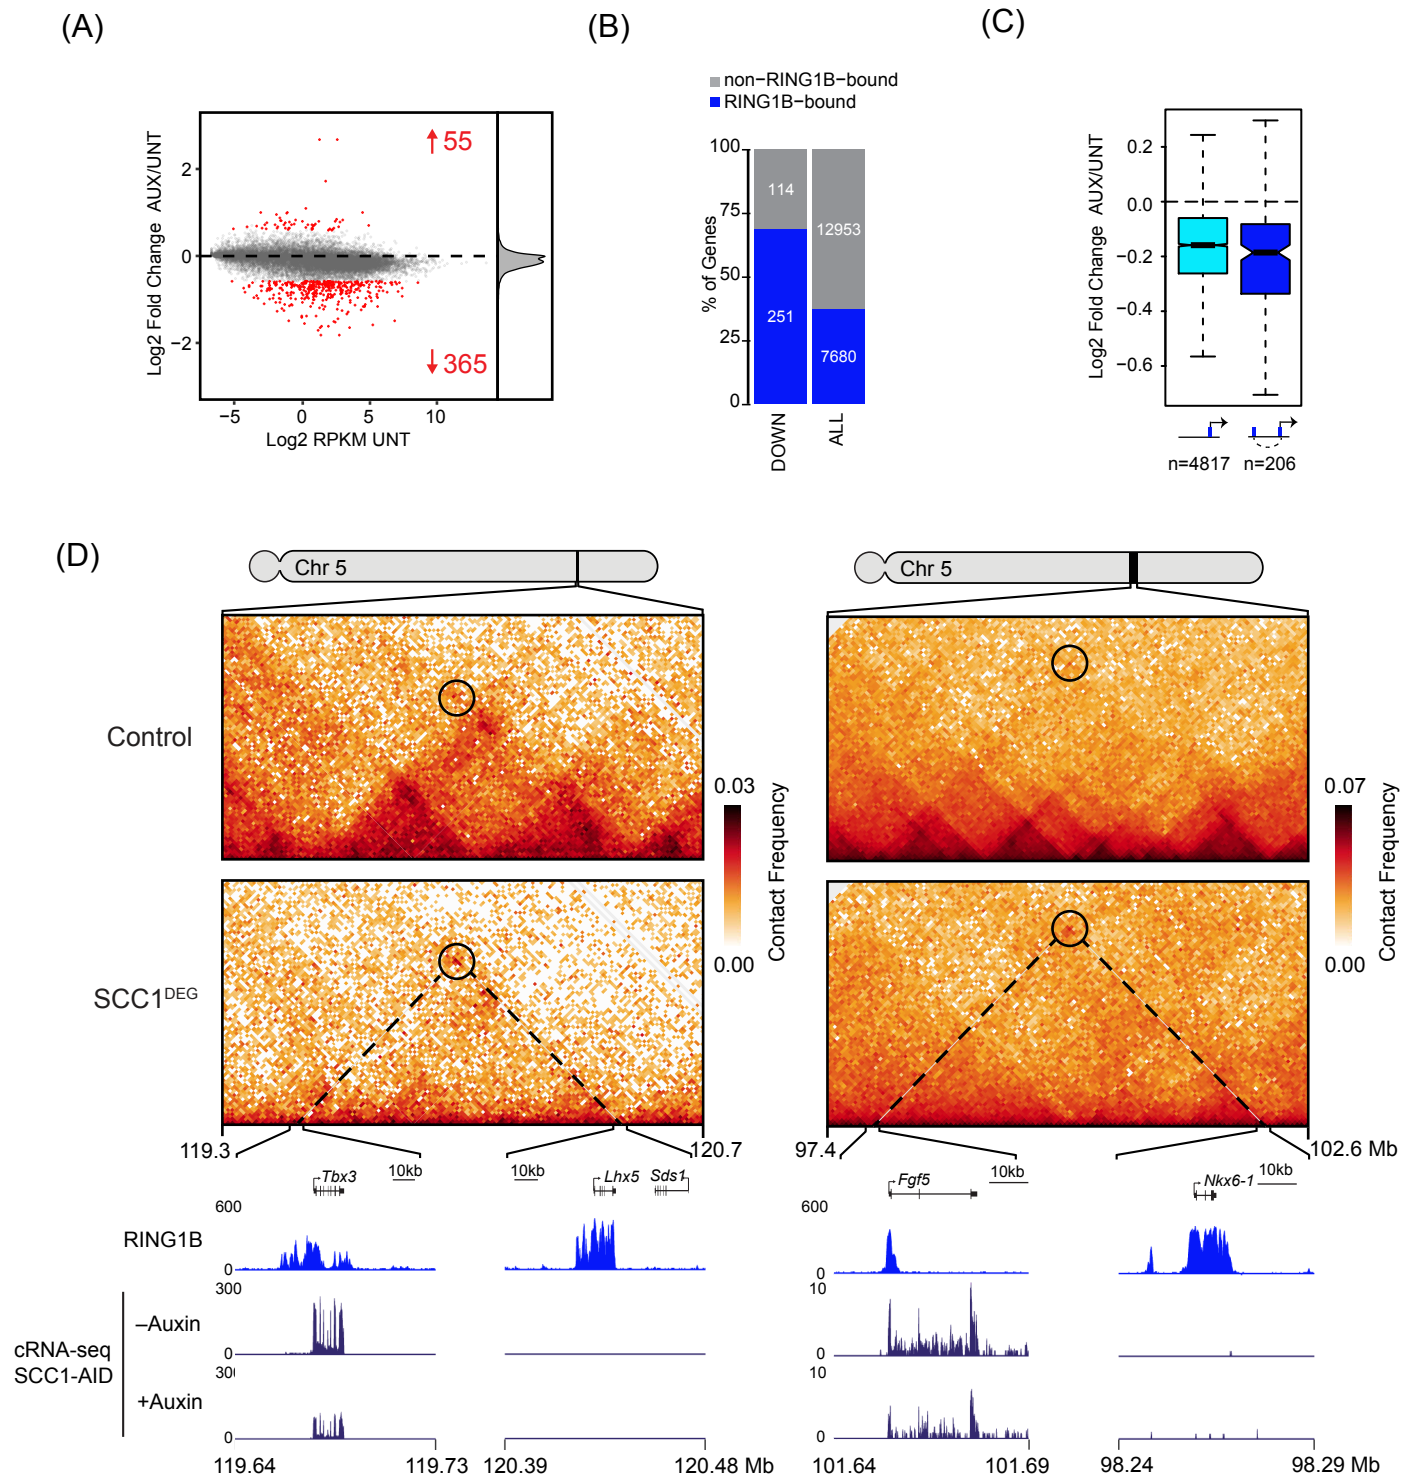 (A)
(B)
(C)
non−RING1B−bound
RING1B−bound
Log2 Fold Change AUX/UNT
2
0
−2
55
365
−5
0
5
10
Log2 RPKM UNT
% of Genes
100
75
50
25
0
114
251
12953
7680
DOWN
ALL
Log2 Fold Change AUX/UNT
0.2
0.0
−0.2
−0.4
−0.6
n=4817
n=206
(D)
Chr 5
Chr 5
Control
0.03
0.00
Contact Frequency
0.07
0.00
Contact Frequency
SCC1DEG
119.3
120.7
97.4
102.6 Mb
Tbx3
10kb
10kb
Lhx5
Sds1
Fgf5
10kb
Nkx6-1
10kb
RING1B
600
0
600
0
cRNA-seq
SCC1-AID
–Auxin
300
0
10
0
+Auxin
300
0
10
0
119.64
119.73
120.39
120.48 Mb
101.64
101.69
98.24
98.29 Mb